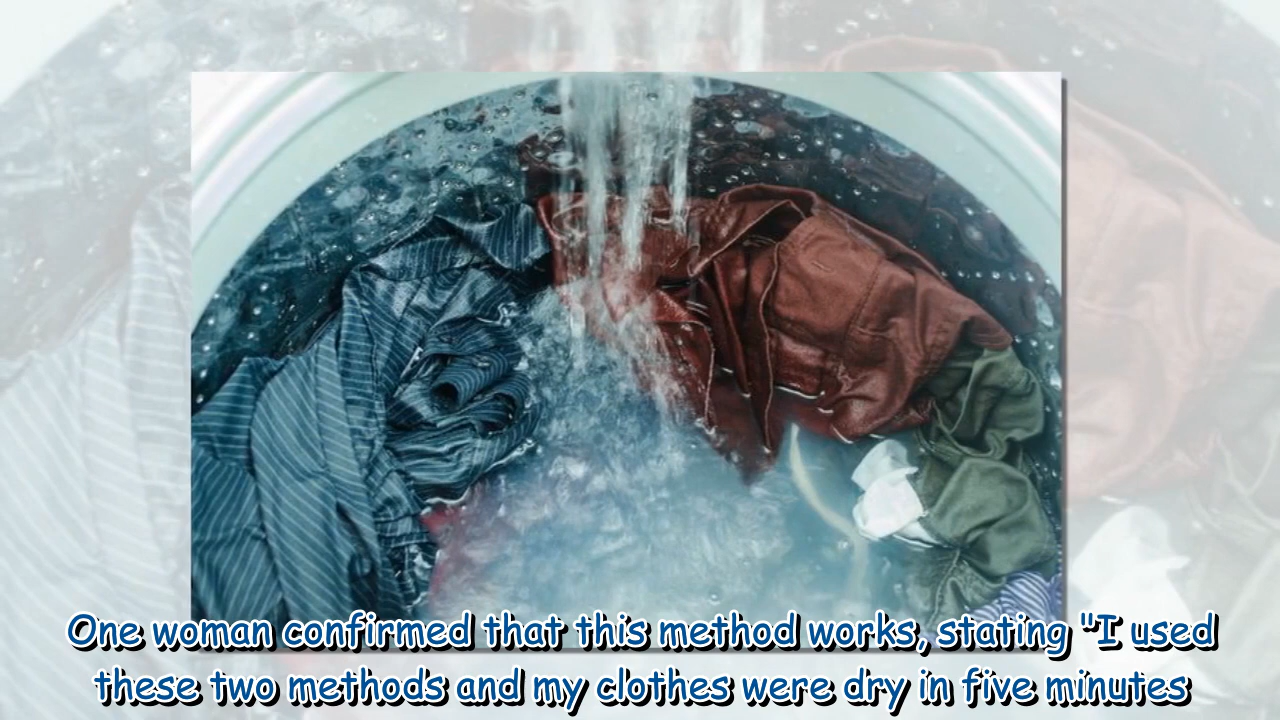 One woman confirmed that this method works, stating "I used
these two methods and my clothes were dry in five minutes